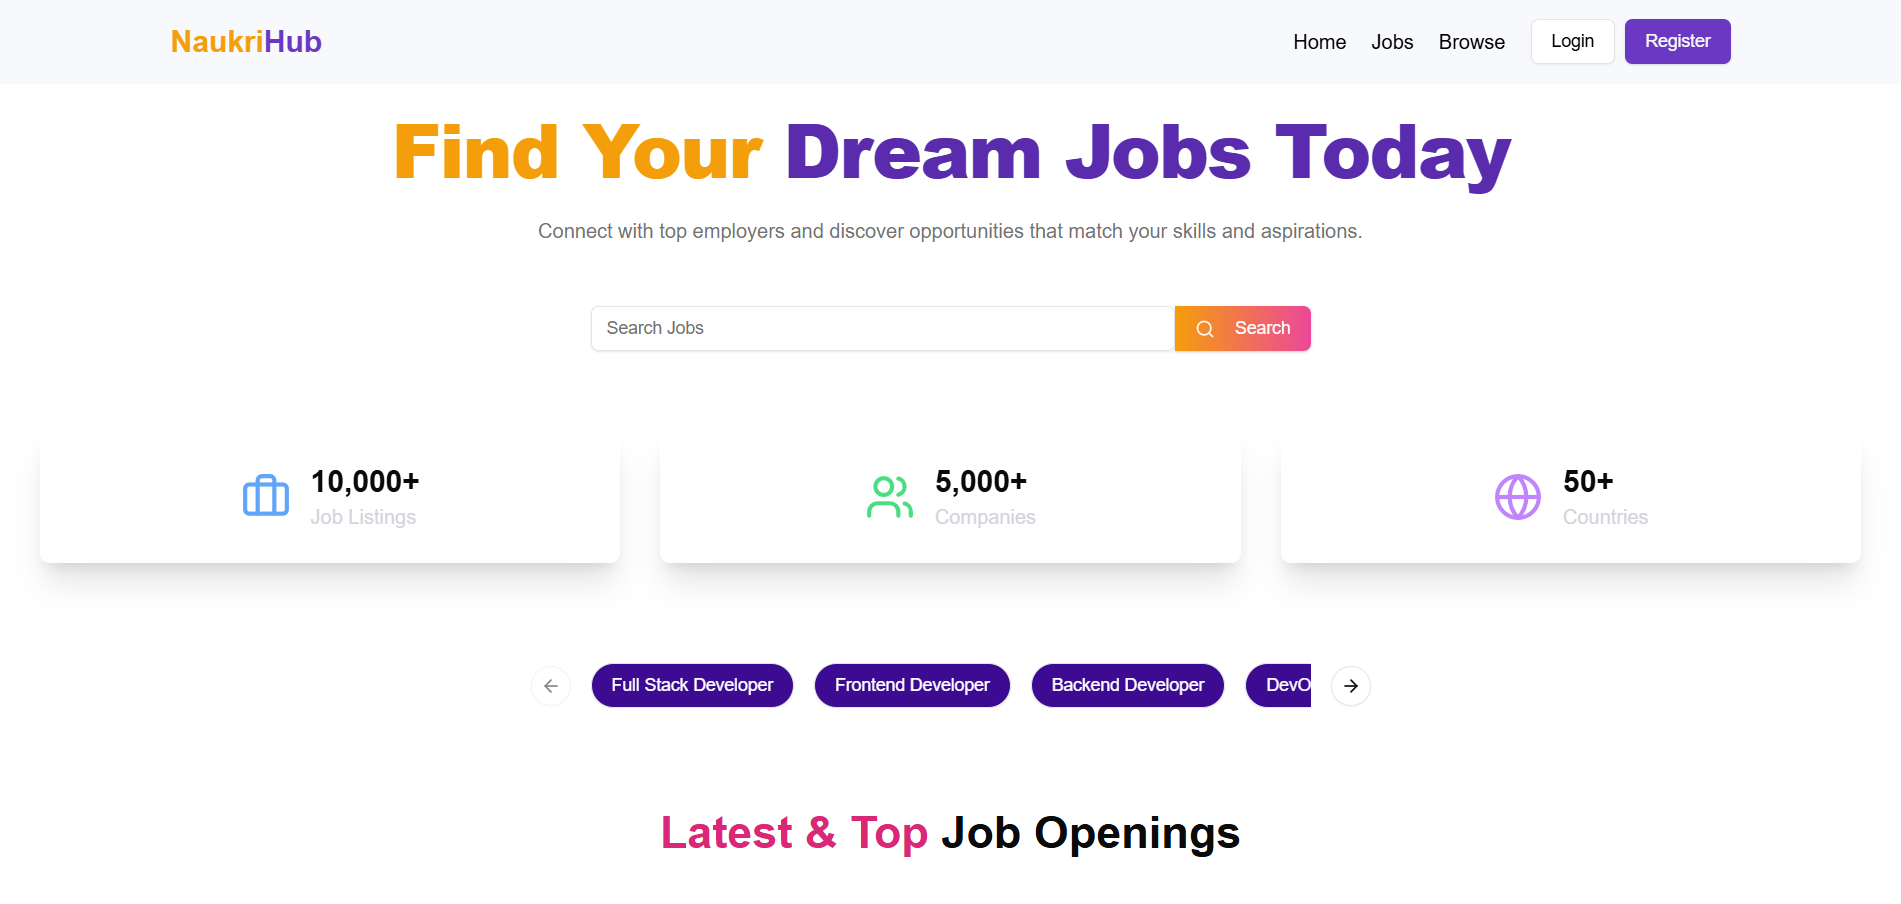 NaukriHub
Home Jobs Browse Login Register
Find Your Dream Jobs Today
Connect with top employers and discover opportunities that match your skills and aspirations.
Search Jobs Search
10,000+
Job Listings
5,000+
Companies
50+
Countries
Full Stack Developer Frontend Developer Backend Developer DevO
Latest & Top Job Openings